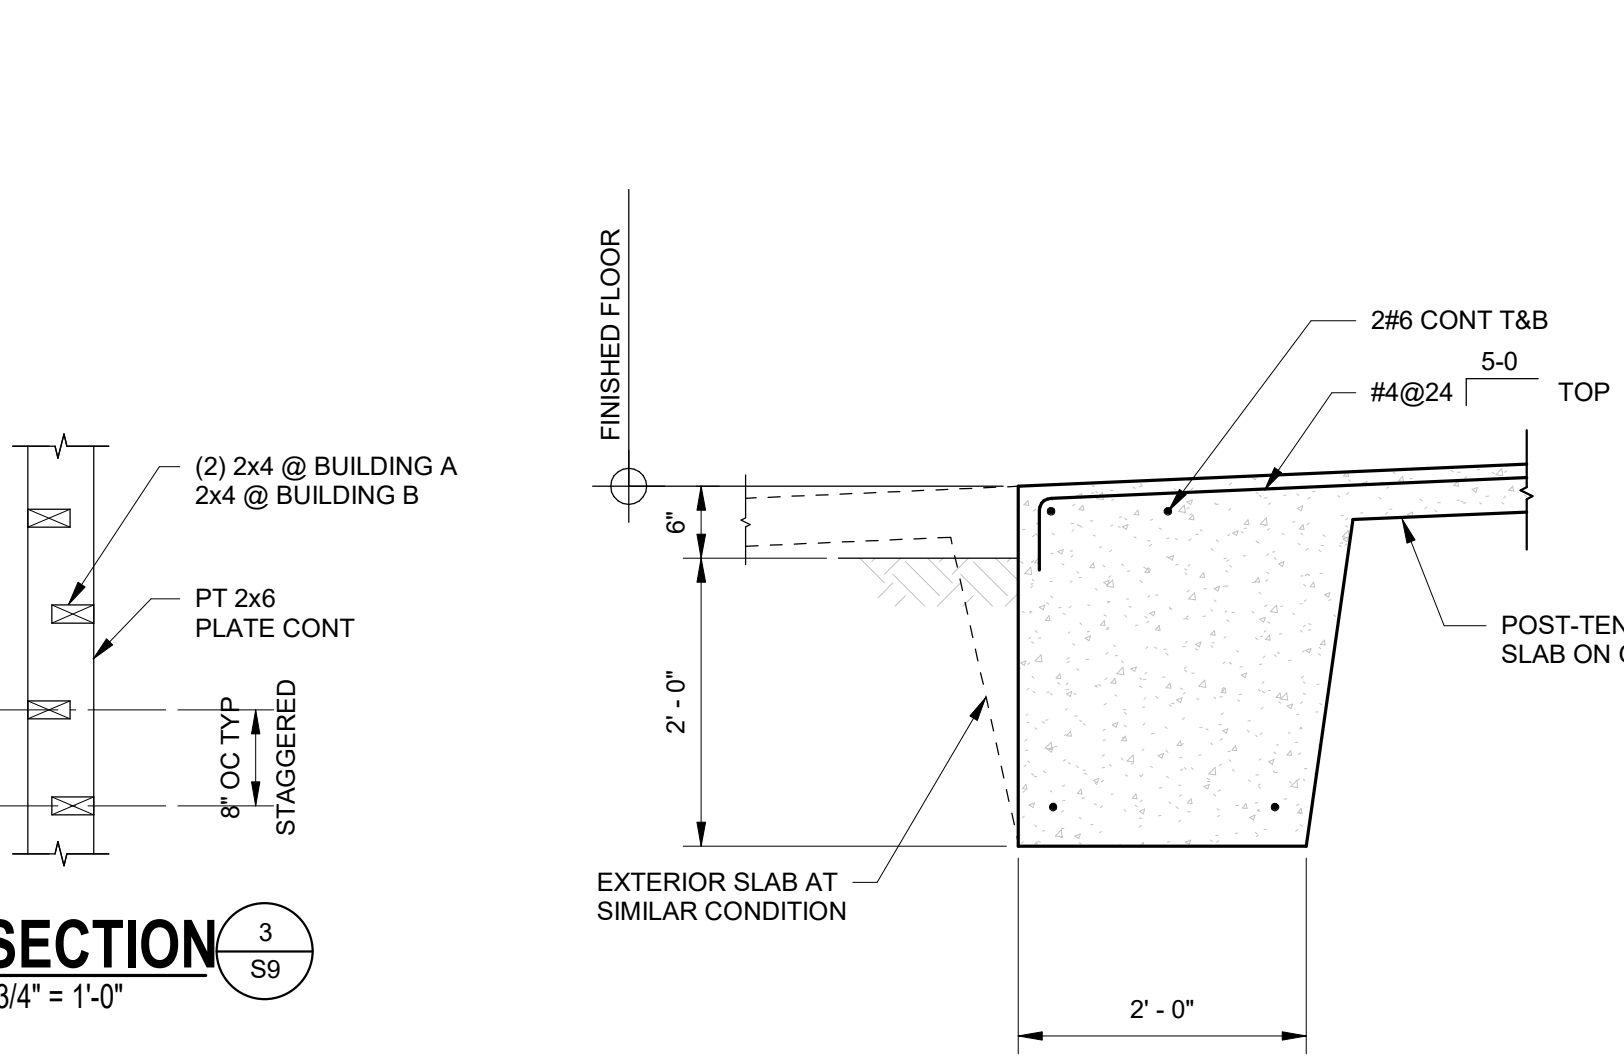 (2) 2x4 @ BUILDING A
2x4 @ BUILDING B
PT 2x6
PLATE CONT
8" OC TYP
STAGGERED
SECTION
3
S9
3/4" = 1'-0"
FINISHED FLOOR
6"
2' - 0"
2#6 CONT T&B
5-0
#4@24 TOP
SLAB ON
EXTERIOR SLAB AT
SIMILAR CONDITION
2' - 0"